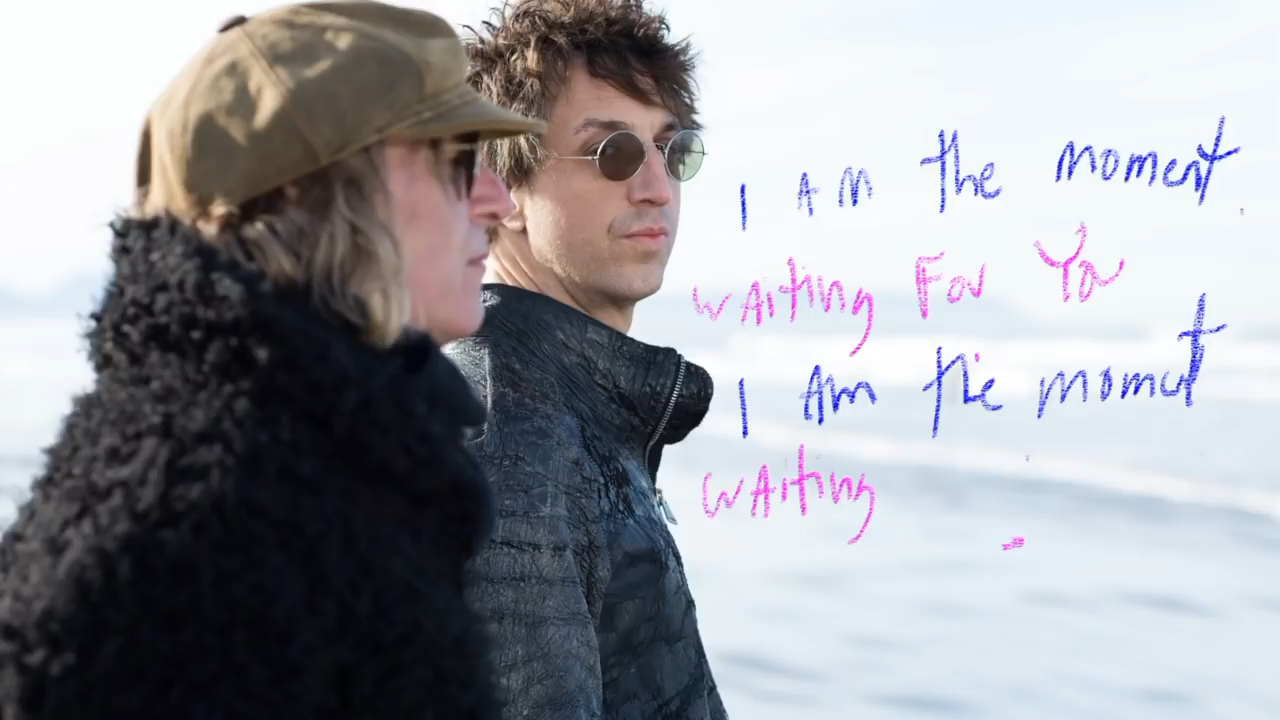 I AM the moment.
waiting For You
I Am the moment
waiting